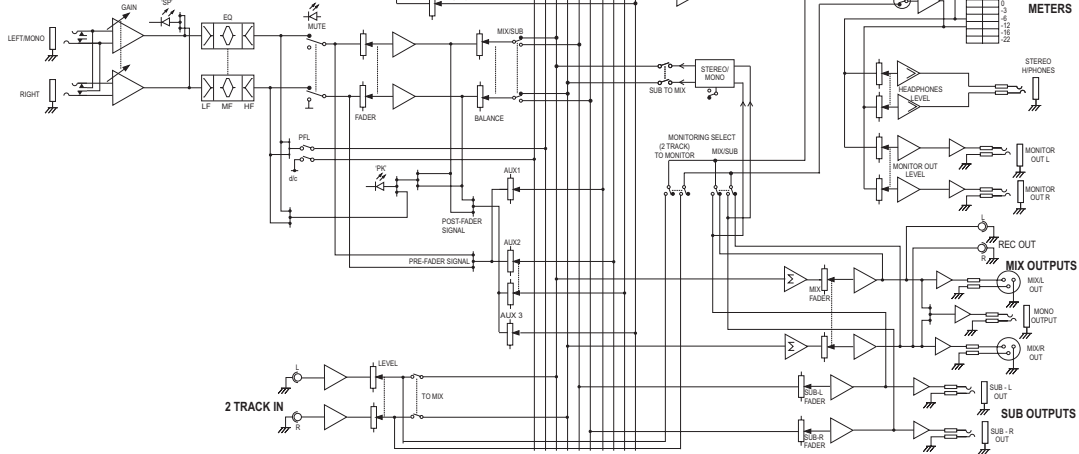 'SP'
GAIN
EQ
MUTE
LEFT/MONO
RIGHT
LF MF HF
FADER
MIX/SUB
BALANCE
PFL
d/c
'PK'
POST-FADER
SIGNAL
PRE-FADER SIGNAL
AUX1
AUX2
AUX 3
2 TRACK IN
L
R
LEVEL
TO MIX
STEREO/
MONO
SUB TO MIX
MONITORING SELECT
(2 TRACK)
TO MONITOR
MIX/SUB
0
-3
-6
-12
-16
-22
METERS
STEREO
H/PHONES
HEADPHONES
LEVEL
MONITOR
OUT L
MONITOR OUT
LEVEL
MONITOR
OUT R
L
R
REC OUT
MIX OUTPUTS
Σ
MIX
FADER
MIX/L
OUT
MONO
OUTPUT
Σ
MIX/R
OUT
SUB-L
FADER
SUB - L
OUT
SUB OUTPUTS
SUB-R
FADER
SUB - R
OUT